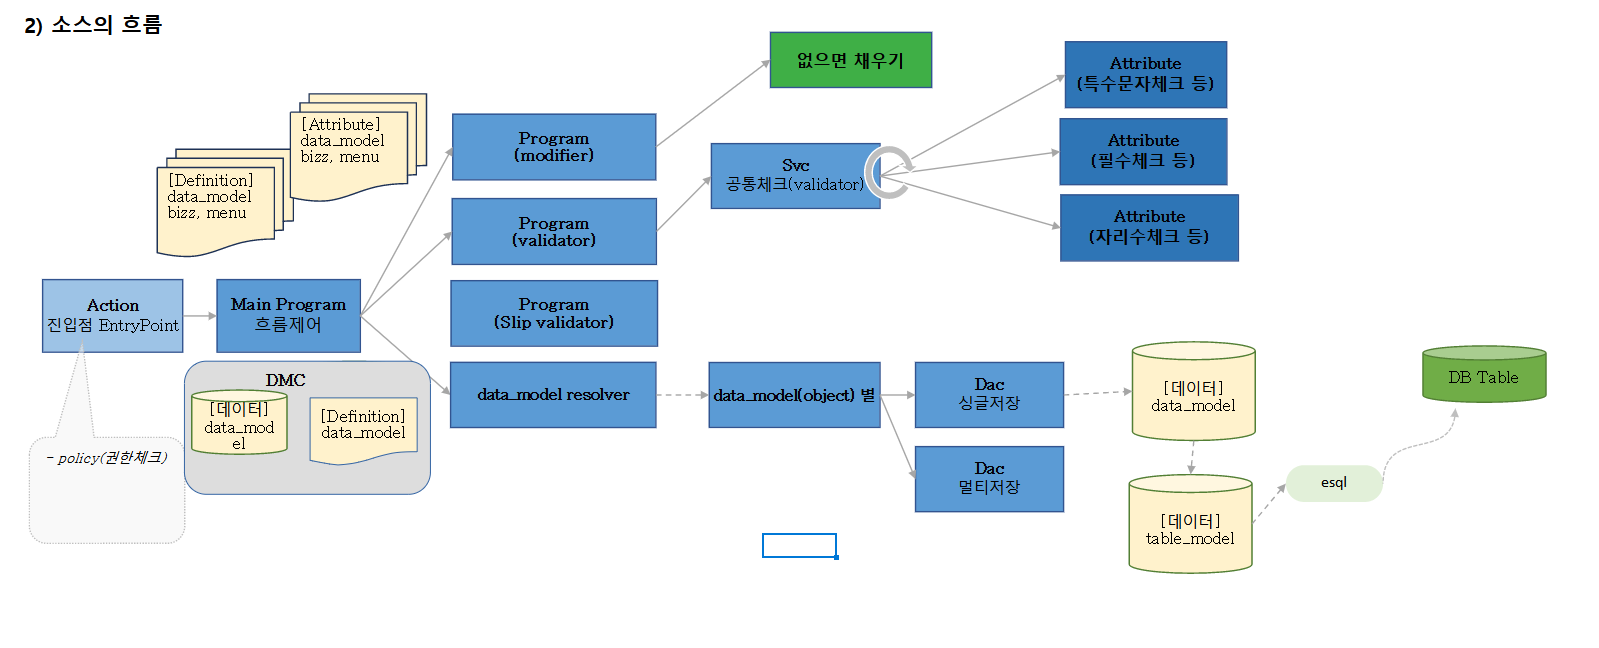 2) 소스의 흐름
없으면 채우기
Attribute
(특수문자체크 등)
[Attribute]
data_model
bizz, menu
Program
(modifier)
Attribute
(필수체크 등)
Svc
공통체크(validator)
[Definition]
data_model
bizz, menu
Program
(validator)
Attribute
(자리수체크 등)
Action
진입점 EntryPoint
Main Program
흐름제어
Program
(Slip validator)
DMC
[데이터]
data_mod
el
[Definition]
data_model
data_model resolver
data_model(object) 별
Dac
싱글저장
[데이터]
data_model
DB Table
- policy(권한체크)
Dac
멀티저장
esql
[데이터]
table_model